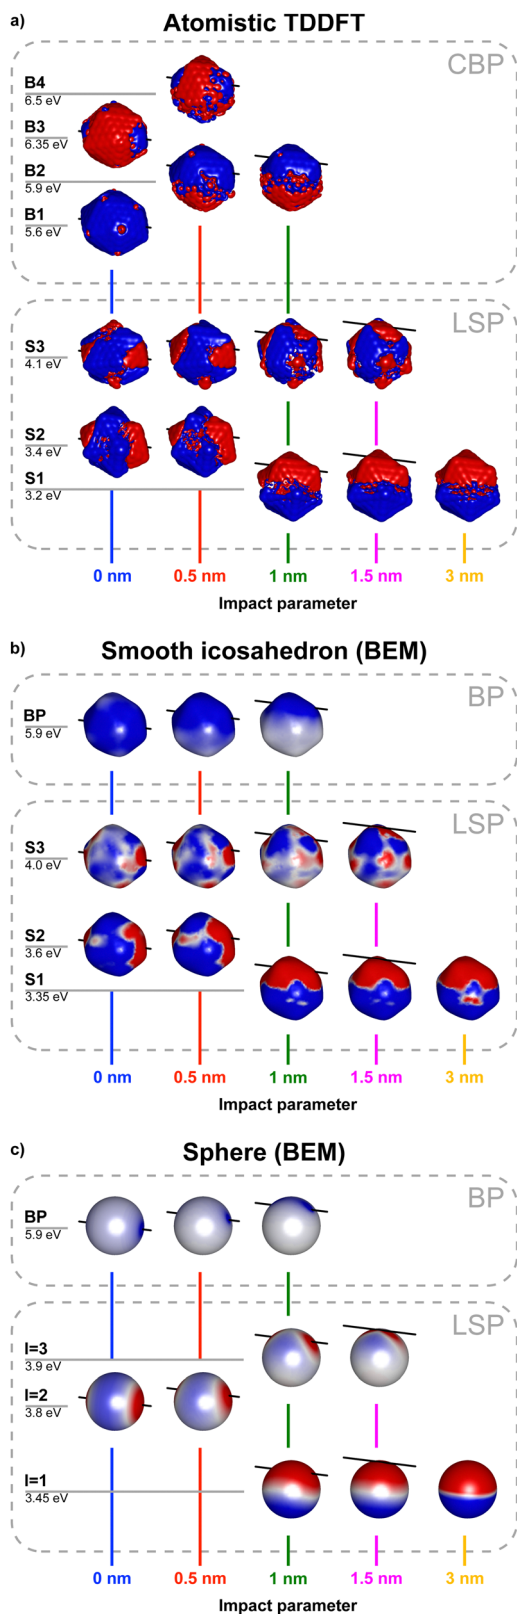 a)
Atomistic TDDFT
CBP
B4
6.5 eV
B3
6.35 eV
B2
5.9 eV
B1
5.6 eV
LSP
S3
4.1 eV
S2
3.4 eV
S1
3.2 eV
0 nm 0.5 nm 1 nm 1.5 nm 3 nm
Impact parameter
b)
Smooth icosahedron (BEM)
BP
BP
5.9 eV
LSP
S3
4.0 eV
S2
3.6 eV
S1
3.35 eV
0 nm 0.5 nm 1 nm 1.5 nm 3 nm
Impact parameter
c)
Sphere (BEM)
BP
BP
5.9 eV
LSP
l=3
3.9 eV
l=2
3.8 eV
l=1
3.45 eV
0 nm 0.5 nm 1 nm 1.5 nm 3 nm
Impact parameter